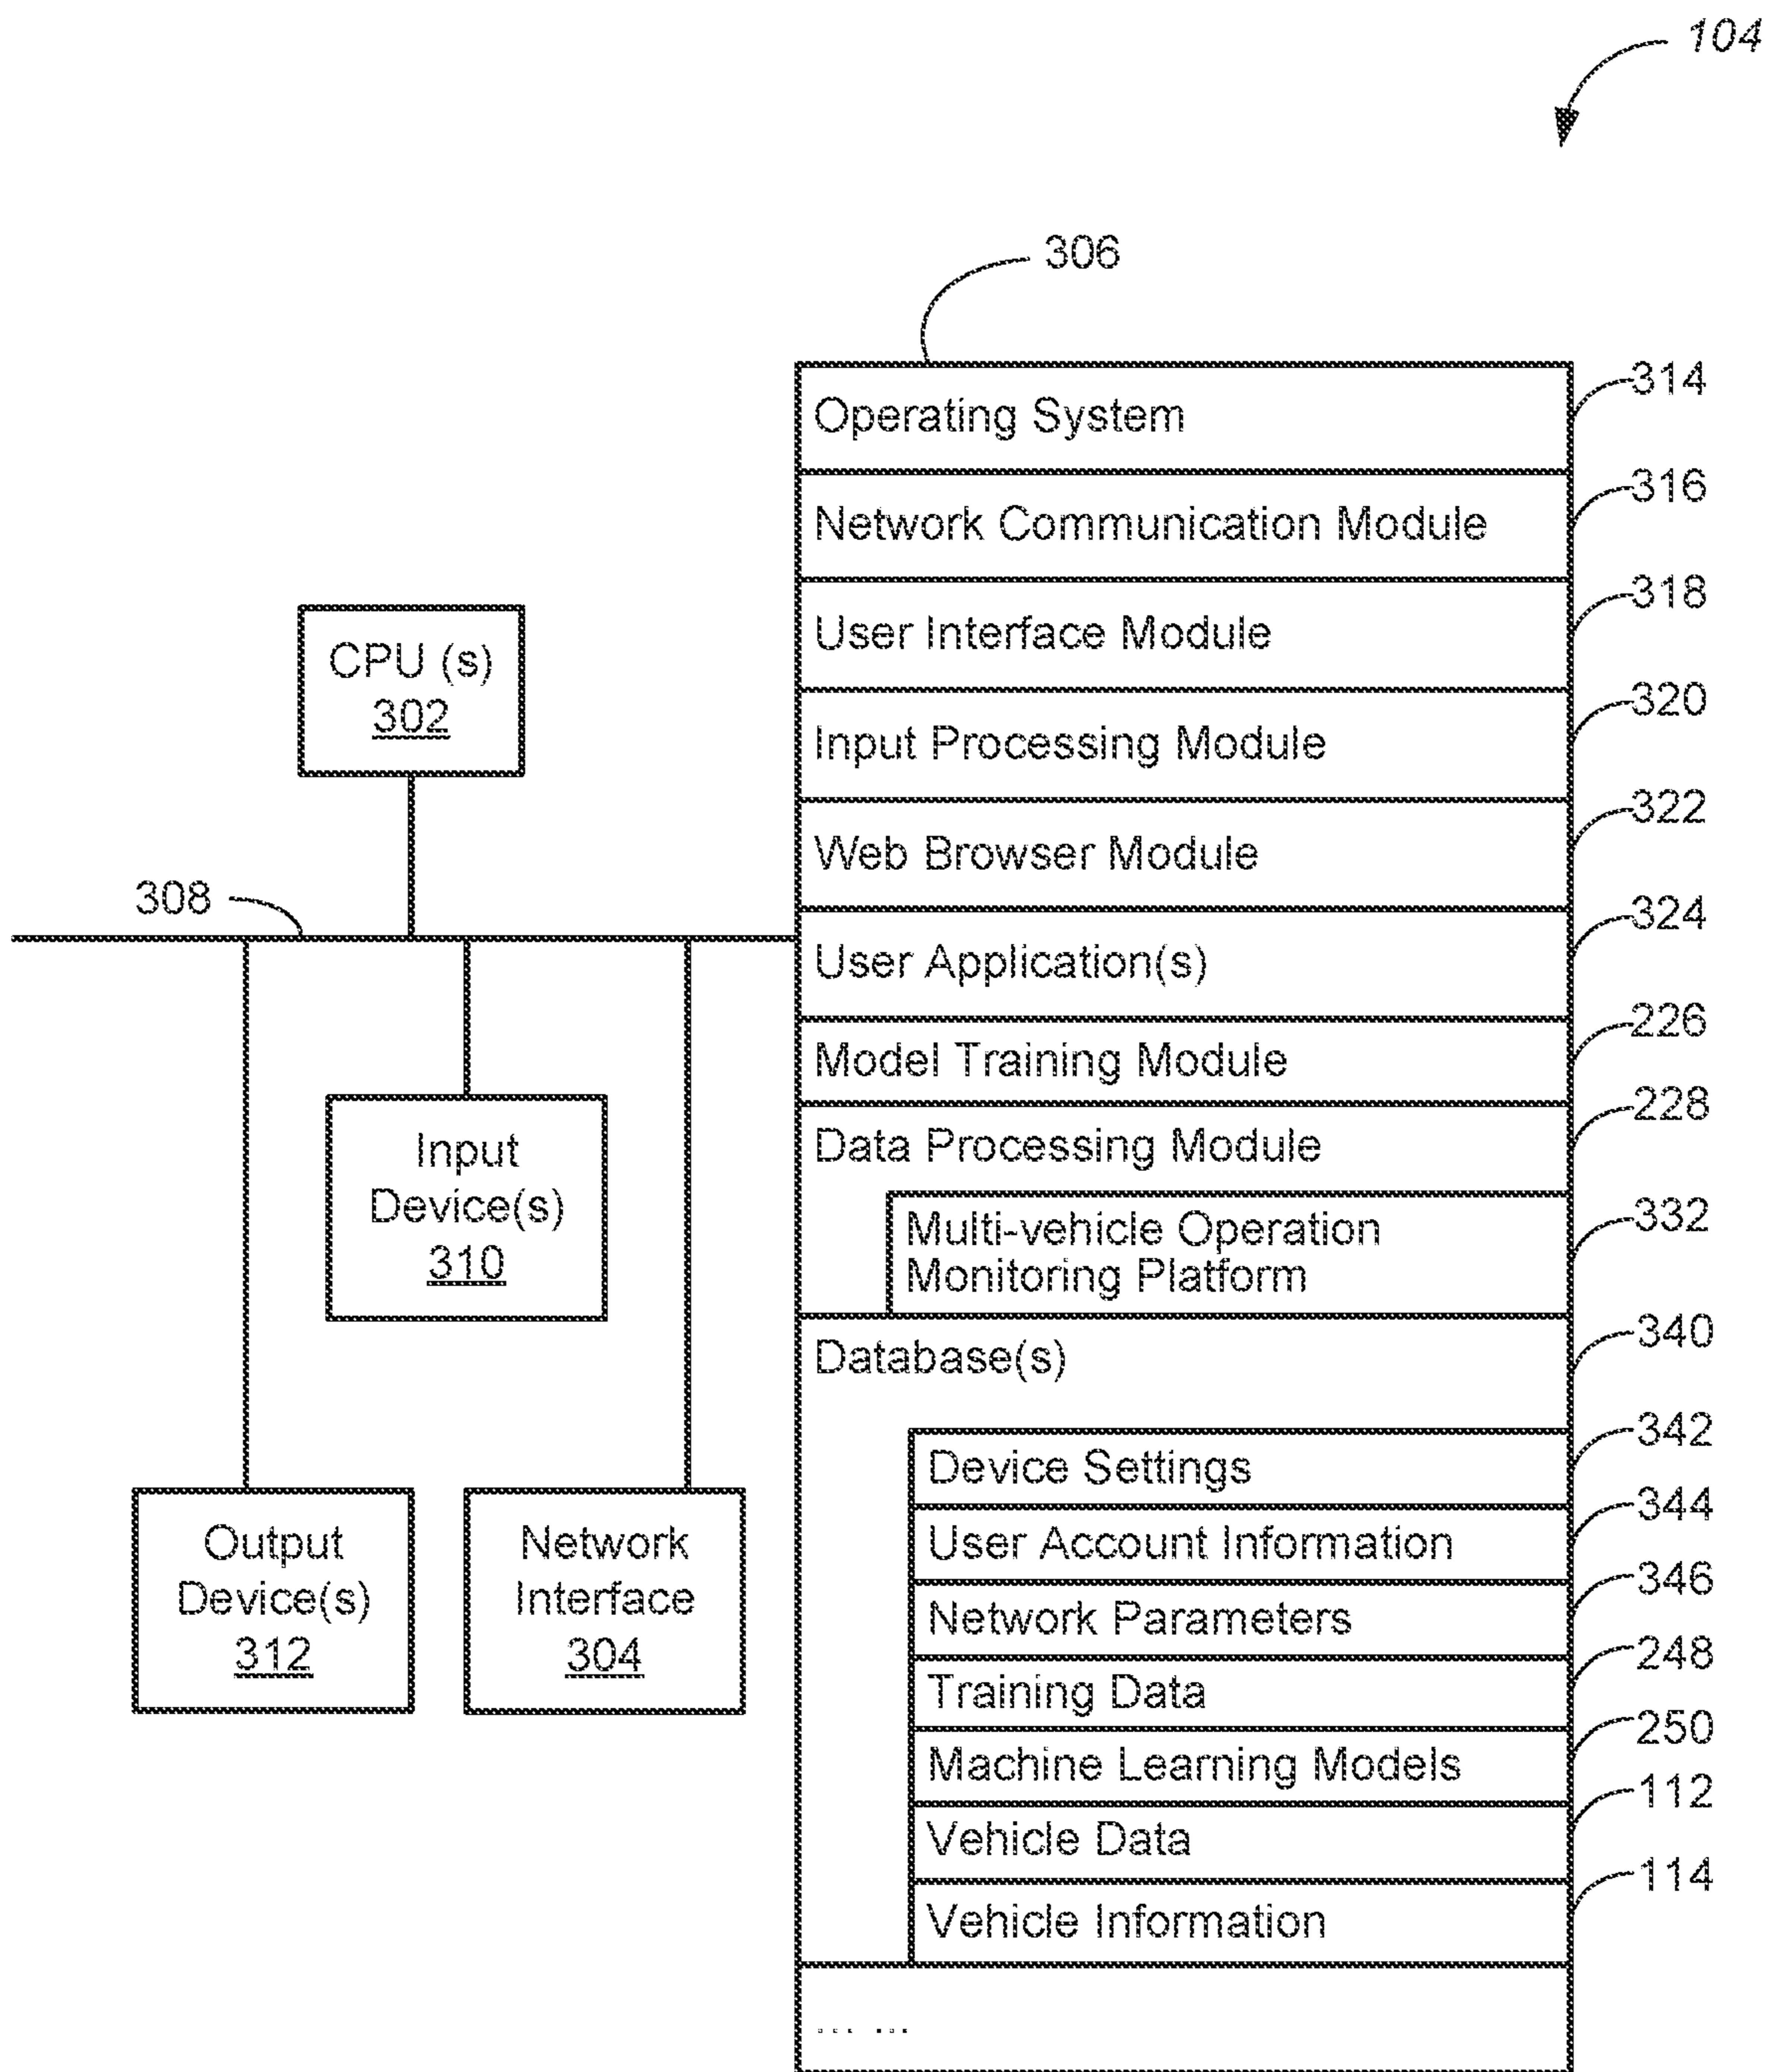 104
306
Operating System
314
Network Communication Module
316
User Interface Module
318
Input Processing Module
320
Web Browser Module
322
User Application(s)
324
Model Training Module
226
Data Processing Module
228
Multi-vehicle Operation
Monitoring Platform
332
Database(s)
340
Device Settings
342
User Account Information
344
Network Parameters
346
Training Data
248
Machine Learning Models
250
Vehicle Data
112
Vehicle Information
114
... ...
CPU (s)
302
308
Input
Device(s)
310
Output
Device(s)
312
Network
Interface
304